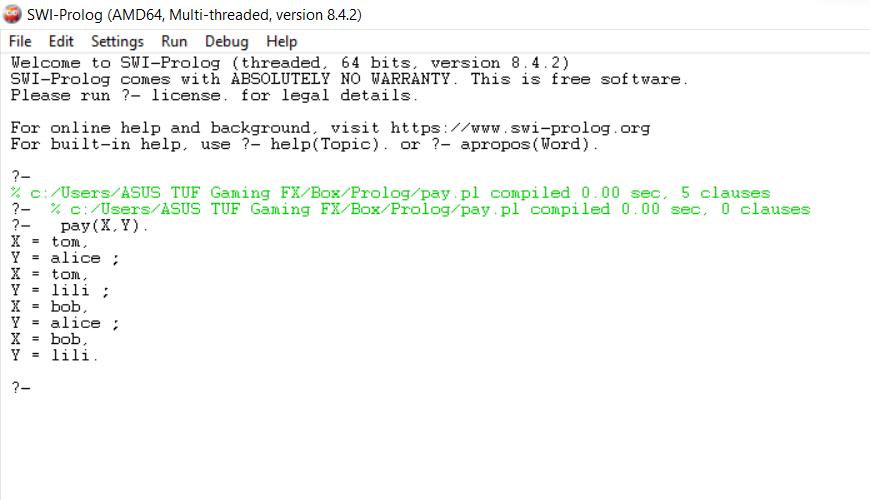 SWI-Prolog (AMD64, Multi-threaded, version 8.4.2)
File Edit Settings Run Debug Help
Welcome to SWI-Prolog (threaded, 64 bits, version 8.4.2)
SWI-Prolog comes with ABSOLUTELY NO WARRANTY. This is free software.
Please run ?- license. for legal details.
For online help and background, visit https://www.swi-prolog.org
For built-in help, use ?- help(Topic). or ?- apropos(Word).
?-
% c:/Users/ASUS TUF Gaming FX/Box/Prolog/pay.pl compiled 0.00 sec, 5 clauses
?- % c:/Users/ASUS TUF Gaming FX/Box/Prolog/pay.pl compiled 0.00 sec, 0 clauses
?- pay(X,Y).
X = tom,
Y = alice ;
X = tom,
Y = lili ;
X = bob,
Y = alice ;
X = bob,
Y = lili.
?-